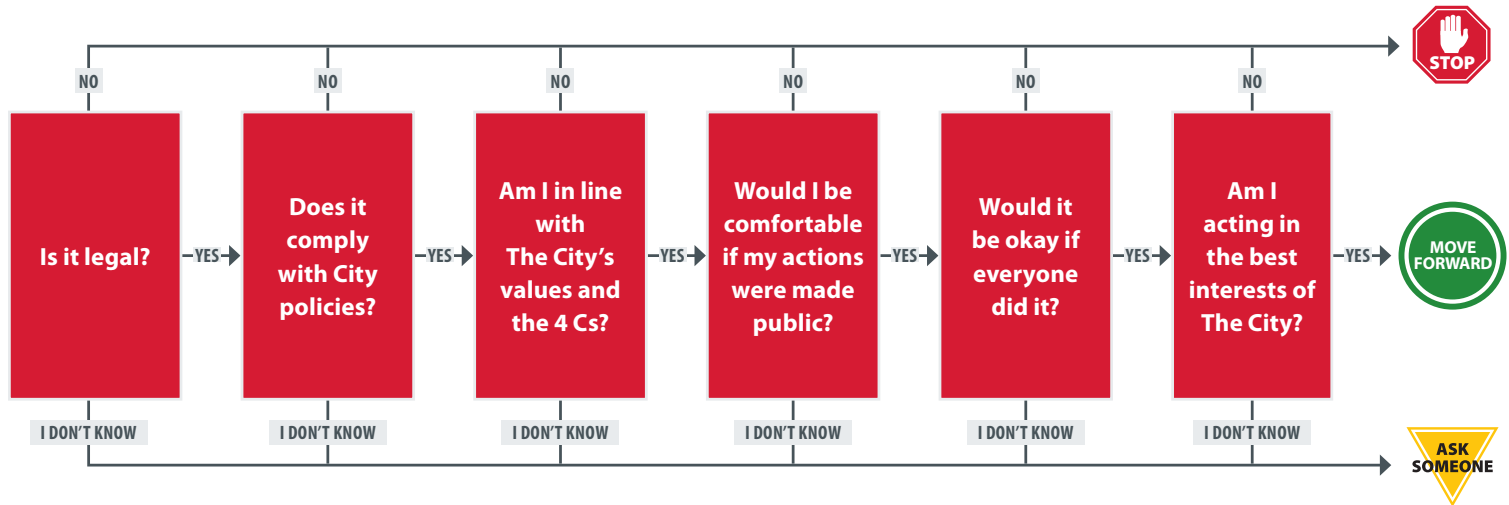 STOP
NO
NO
NO
NO
NO
NO
Is it legal?
YES
Does it
comply
with City
policies?
YES
Am I in line
with
The City's
values and
the 4 Cs?
YES
Would I be
comfortable
if my actions
were made
public?
YES
Would it
be okay if
everyone
did it?
YES
Am I
acting in
the best
interests of
The City?
YES
MOVE
FORWARD
I DON'T KNOW
I DON'T KNOW
I DON'T KNOW
I DON'T KNOW
I DON'T KNOW
I DON'T KNOW
ASK
SOMEONE